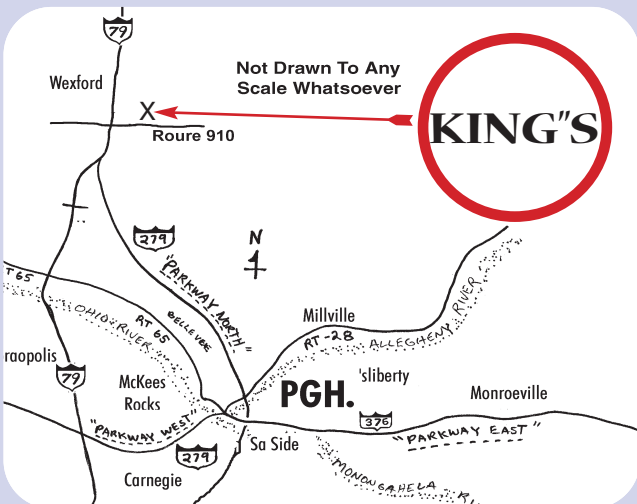 79
Wexford
Not Drawn To Any
Scale Whatsoever
KING"S
X
Roure 910
279
N
"PARKWAY NORTH"
T 65
OHIO RIVER
RT 65
BELLEVUE
Millville
RT-28
ALLEGHENY RIVER
raopolis
79
McKees
Rocks
PGH.
'sliberty
Monroeville
376
"PARKWAY WEST"
"PARKWAY EAST"
Sa Side
279
Carnegie
MONONGAHELA RI